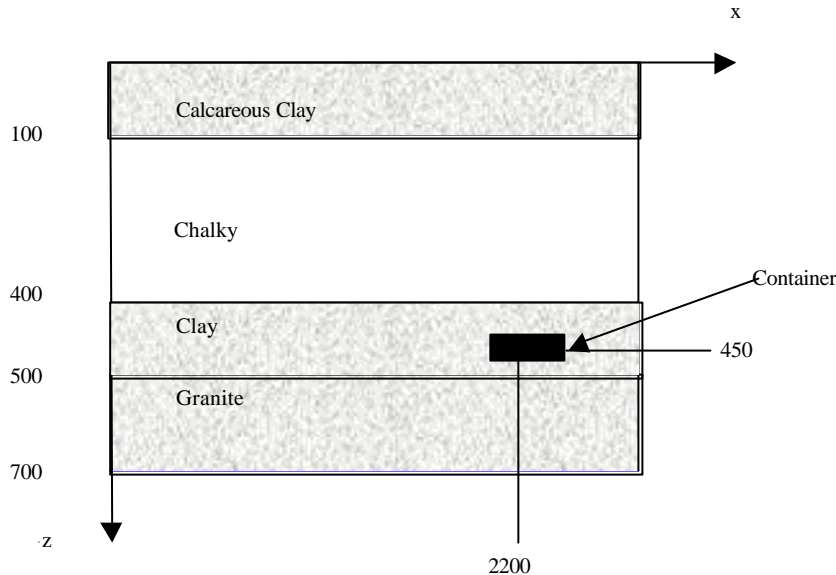 x
Calcareous Clay
100
Chalky
400
Container
Clay
450
500
Granite
700
z
2200